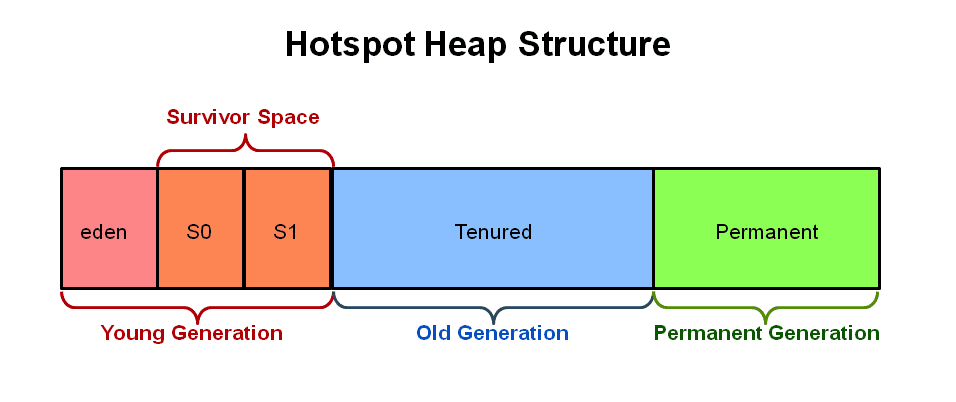 Hotspot Heap Structure
Survivor Space
eden
S0
S1
Tenured
Permanent
Young Generation
Old Generation
Permanent Generation